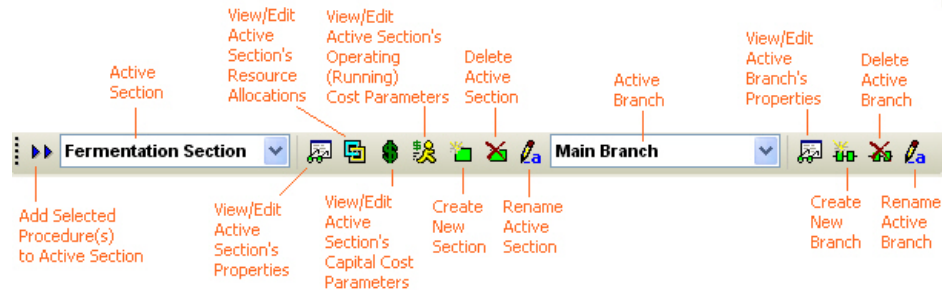 View/Edit
Active
Section's
Resource
Allocations
View/Edit
Active Section's
Operating
(Running)
Cost Parameters
Delete
Active
Section
View/Edit
Active
Branch's
Properties
Delete
Active
Branch
Active
Section
Active
Branch
Fermentation Section
Main Branch
Add Selected
Procedure(s)
to Active Section
View/Edit
Active
Section's
Properties
View/Edit
Active
Section's
Capital Cost
Parameters
Create
New
Section
Rename
Active
Section
Create
New
Branch
Rename
Active
Branch